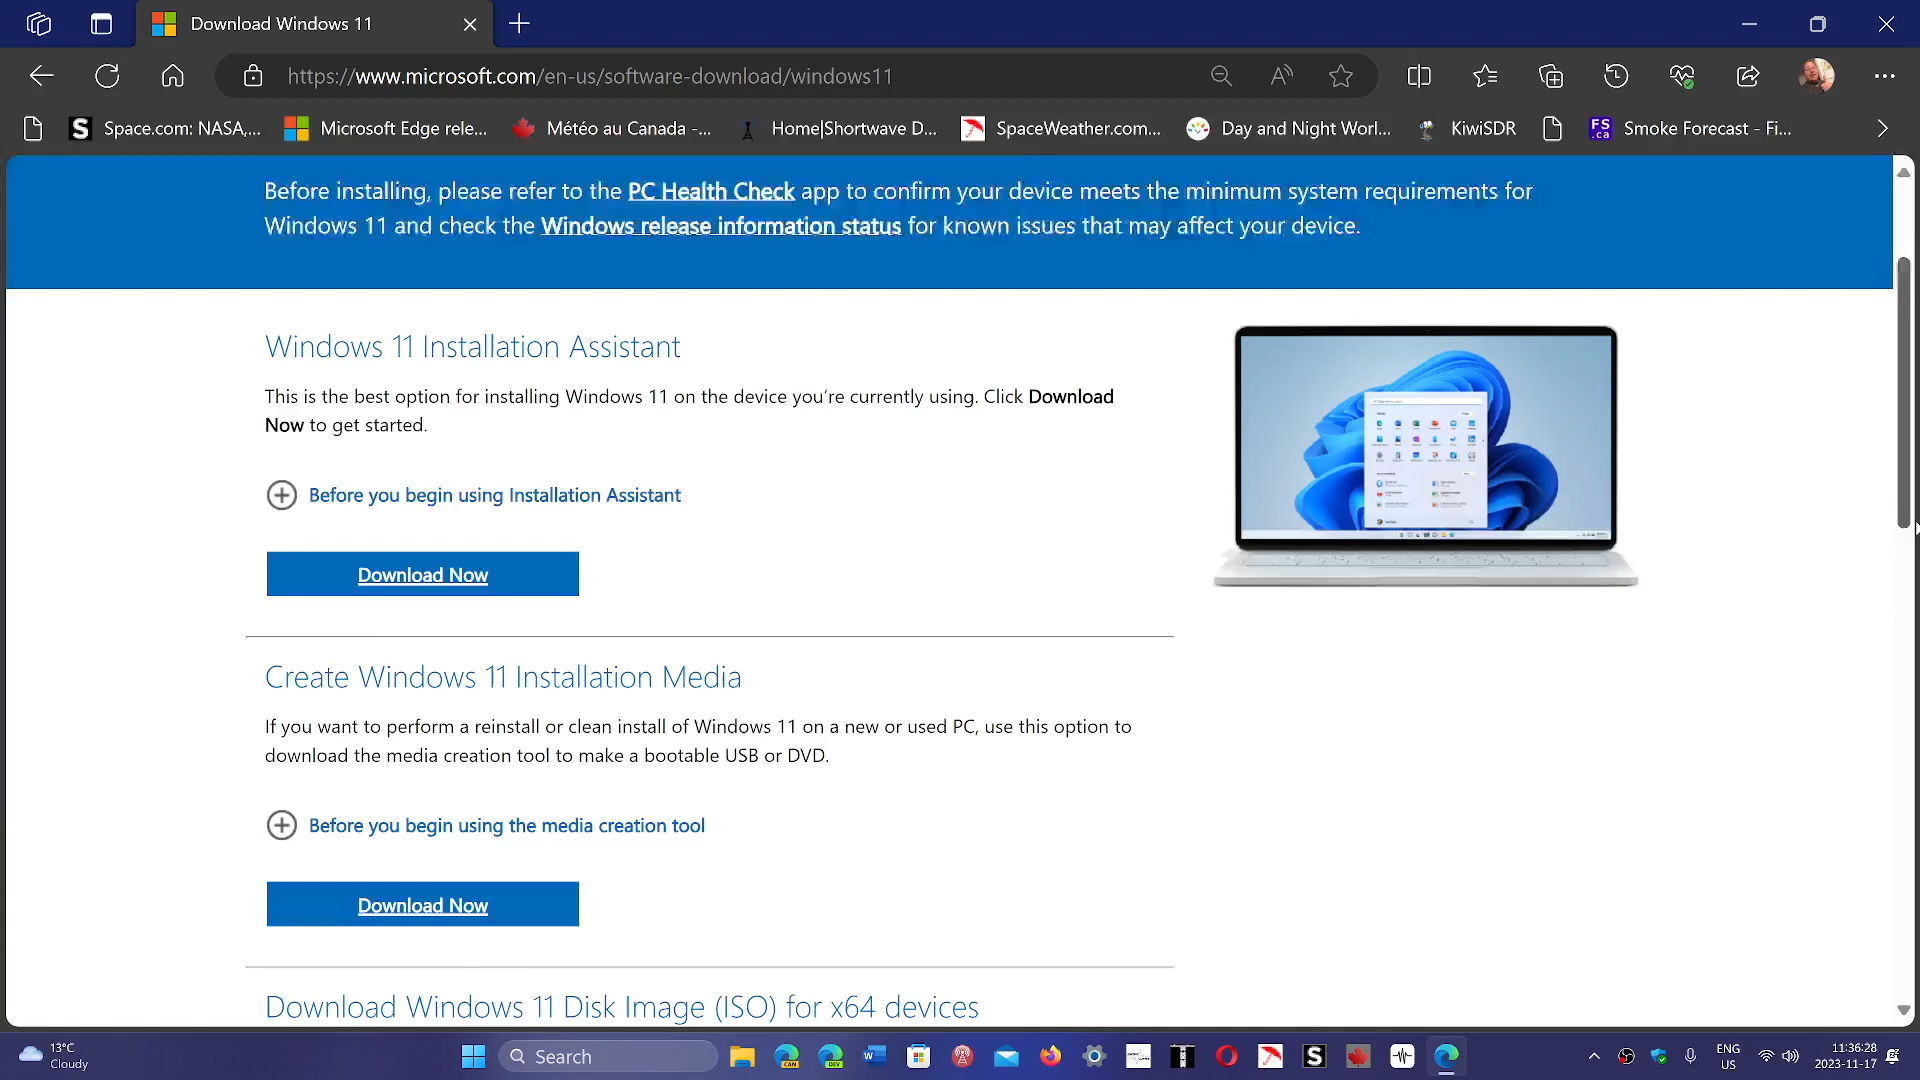 Download Windows 11
https://www.microsoft.com/en-us/software-download/windows11
Space.com: NASA,...
Microsoft Edge rele...
Météo au Canada -...
Home|Shortwave D...
SpaceWeather.com...
Day and Night Worl...
KiwiSDR
FS
.ca
Smoke Forecast - Fi...
Before installing, please refer to the PC Health Check app to confirm your device meets the minimum system requirements for
Windows 11 and check the Windows release information status for known issues that may affect your device.
Windows 11 Installation Assistant
This is the best option for installing Windows 11 on the device you’re currently using. Click Download
Now to get started.
Before you begin using Installation Assistant
Download Now
Create Windows 11 Installation Media
If you want to perform a reinstall or clean install of Windows 11 on a new or used PC, use this option to
download the media creation tool to make a bootable USB or DVD.
Before you begin using the media creation tool
Download Now
Download Windows 11 Disk Image (ISO) for x64 devices
13°C
Cloudy
Search
CAN
DEV
ENG
US
11:36:28
2023-11-17